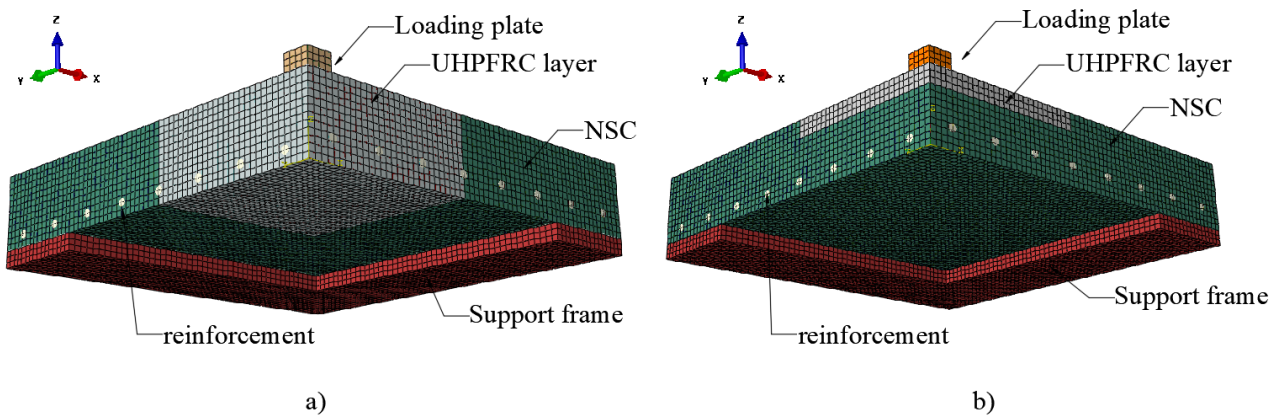 Z
Y
X
Loading plate
UHPFRC layer
NSC
Support frame
reinforcement
a)
Z
Y
X
Loading plate
UHPFRC layer
NSC
Support frame
reinforcement
b)